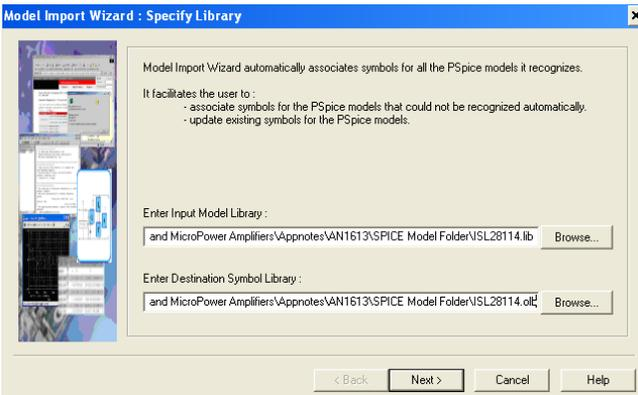 Model Import Wizard : Specify Library
Model Import Wizard automatically associates symbols for all the PSpice models it recognizes.
It facilitates the user to :
- associate symbols for the PSpice models that could not be recognized automatically.
- update existing symbols for the PSpice models.
Enter Input Model Library :
and MicroPower Amplifiers\Appnotes\AN1613\SPICE Model Folder\ISL28114.lib Browse...
Enter Destination Symbol Library :
and MicroPower Amplifiers\Appnotes\AN1613\SPICE Model Folder\ISL28114.olb Browse...
< Back Next > Cancel Help